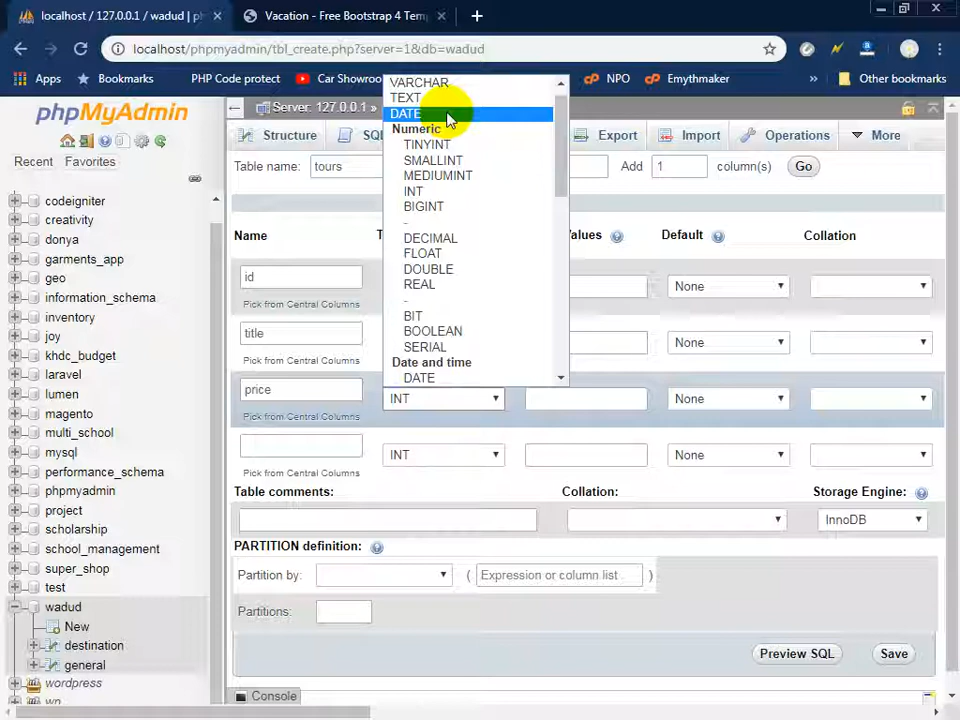 localhost / 127.0.0.1 / wadud | p
Vacation - Free Bootstrap 4 Temp
localhost/phpmyadmin/tbl_create.php?server=1&db=wadud
Apps
Bookmarks
PHP Code protect
Car Showroo
NPO
Emythemaker
»
Other bookmarks
phpMyAdmin
Recent
Favorites
codeigniter
creativity
donya
garments_app
geo
information_schema
inventory
joy
khdc_budget
laravel
lumen
magento
multi_school
mysql
performance_schema
phpmyadmin
project
scholarship
school_management
super_shop
test
wadud
New
destination
general
wordpress
wp
Server: 127.0.0.1 »
Structure
SQL
Export
Import
Operations
More
Table name:
tours
Add
1
column(s)
Go
Name
Values
Default
Collation
id
None
Pick from Central Columns
title
None
Pick from Central Columns
price
INT
None
Pick from Central Columns
INT
None
Pick from Central Columns
VARCHAR
TEXT
DATE
Numeric
TINYINT
SMALLINT
MEDIUMINT
INT
BIGINT
-
DECIMAL
FLOAT
DOUBLE
REAL
-
BIT
BOOLEAN
SERIAL
Date and time
DATE
Table comments:
Collation:
Storage Engine:
InnoDB
PARTITION definition:
Partition by:
( Expression or column list )
Partitions:
Preview SQL
Save
Console